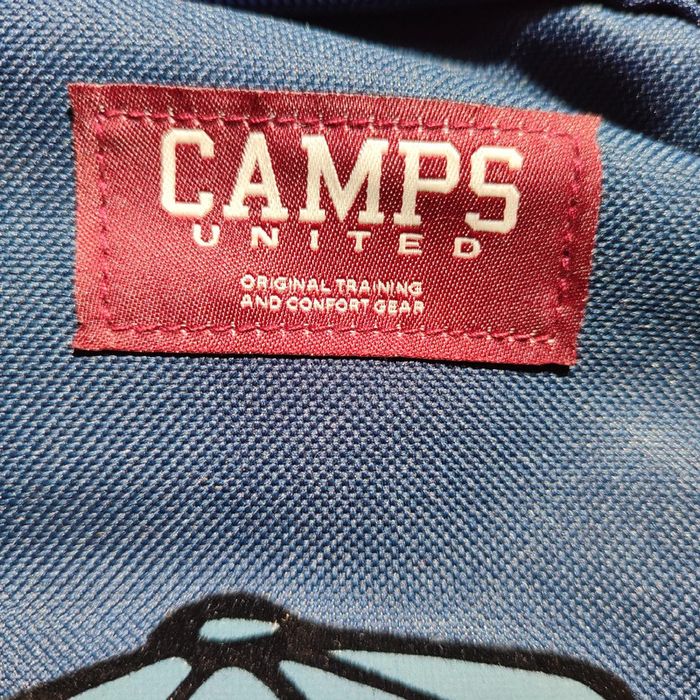 CAMPS
UNITED
ORIGINAL TRAINING
AND CONFORT GEAR